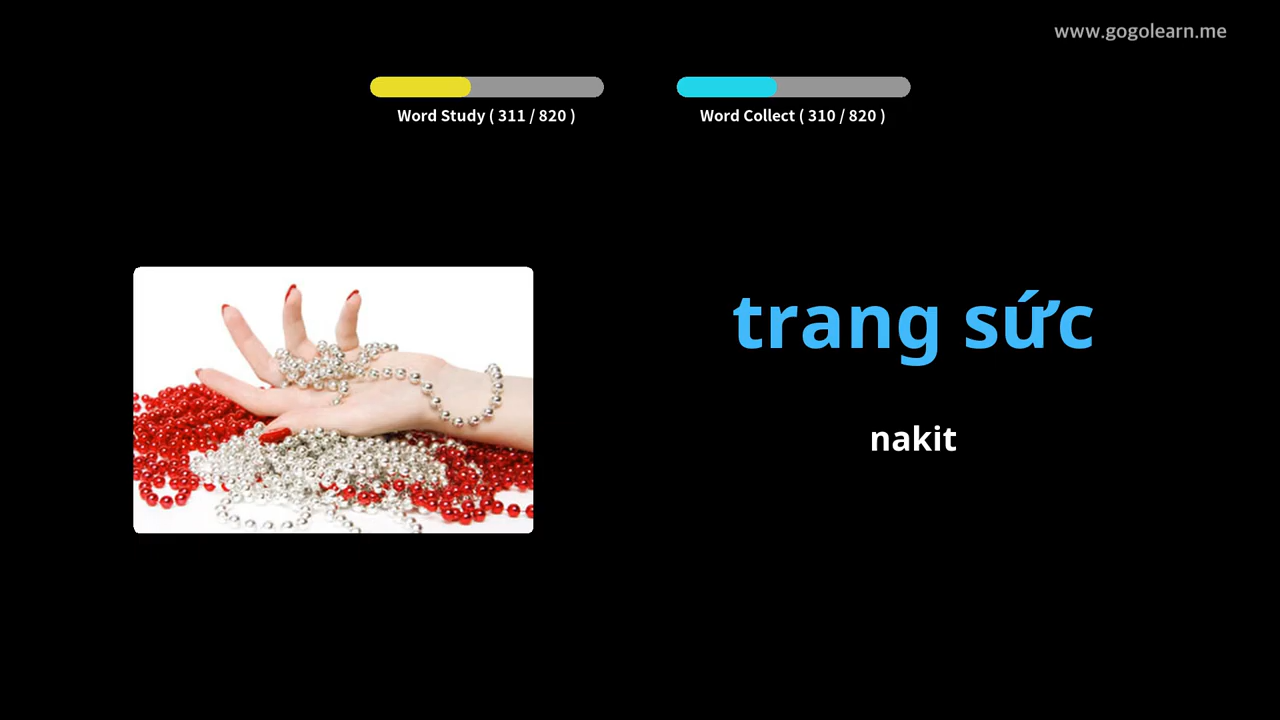 www.gogolearn.me
Word Study ( 311 / 820 )
Word Collect ( 310 / 820 )
trang sức
nakit